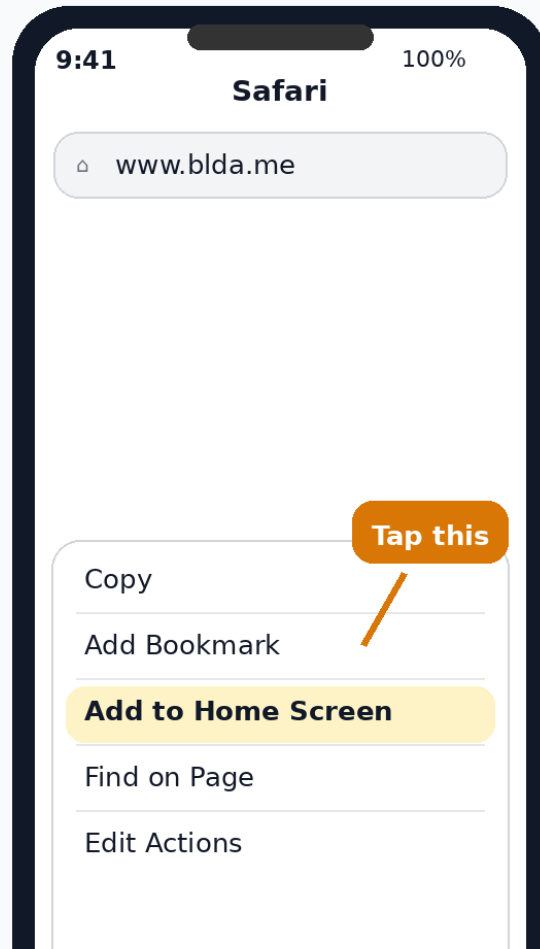 9:41
100%
Safari
www.blda.me
Tap this
Copy
Add Bookmark
Add to Home Screen
Find on Page
Edit Actions